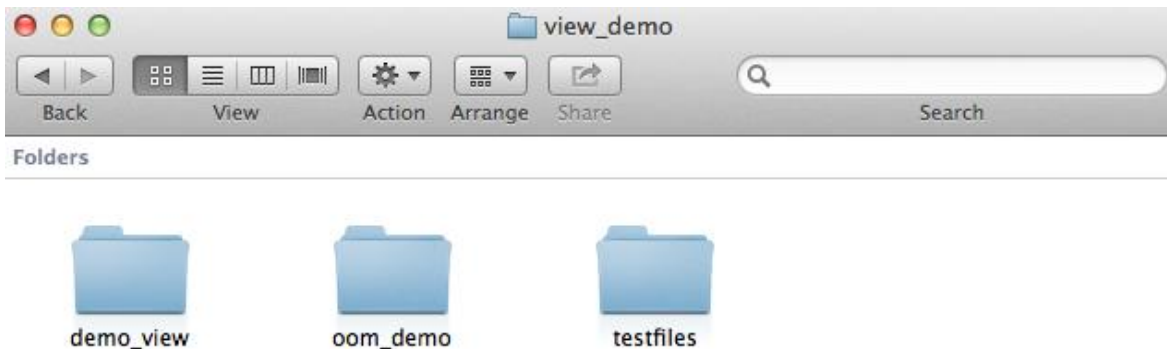 view_demo
Back View Action Arrange Share Search
Folders
demo_view oom_demo testfiles